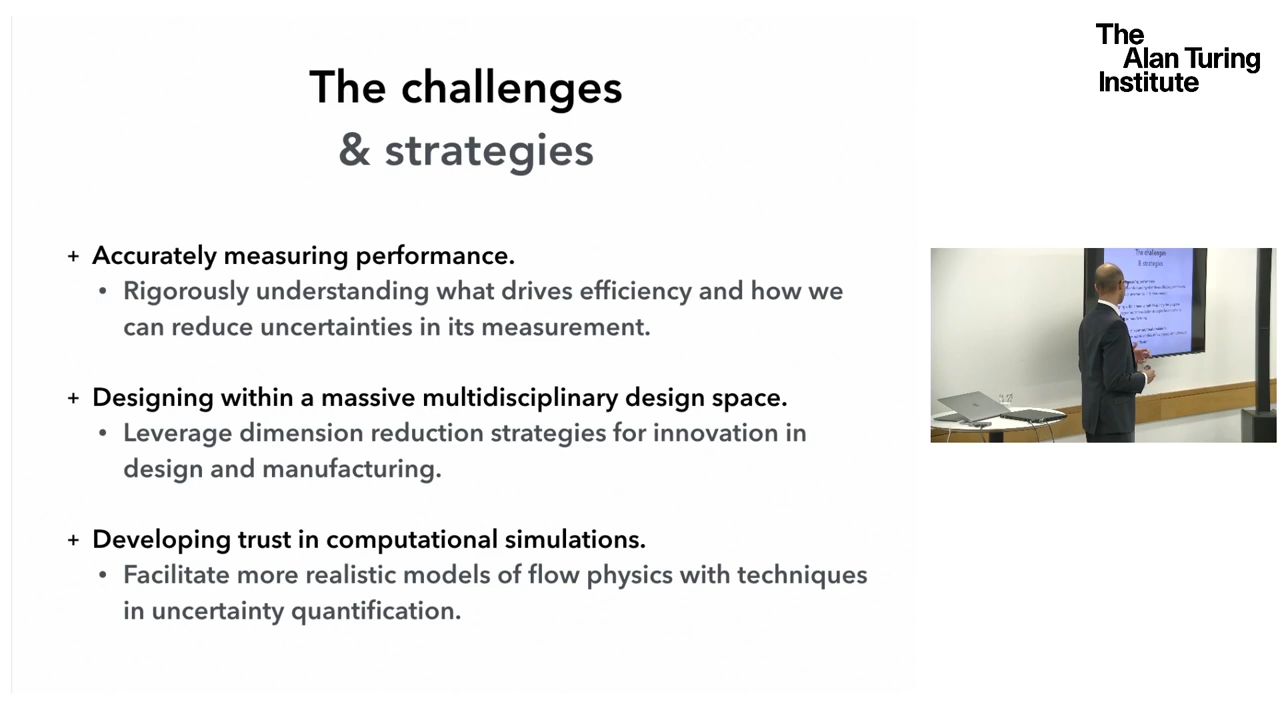 The challenges
& strategies
+ Accurately measuring performance.
• Rigorously understanding what drives efficiency and how we
can reduce uncertainties in its measurement.
+ Designing within a massive multidisciplinary design space.
• Leverage dimension reduction strategies for innovation in
design and manufacturing.
+ Developing trust in computational simulations.
• Facilitate more realistic models of flow physics with techniques
in uncertainty quantification.
The
Alan Turing
Institute
The challenges
& strategies